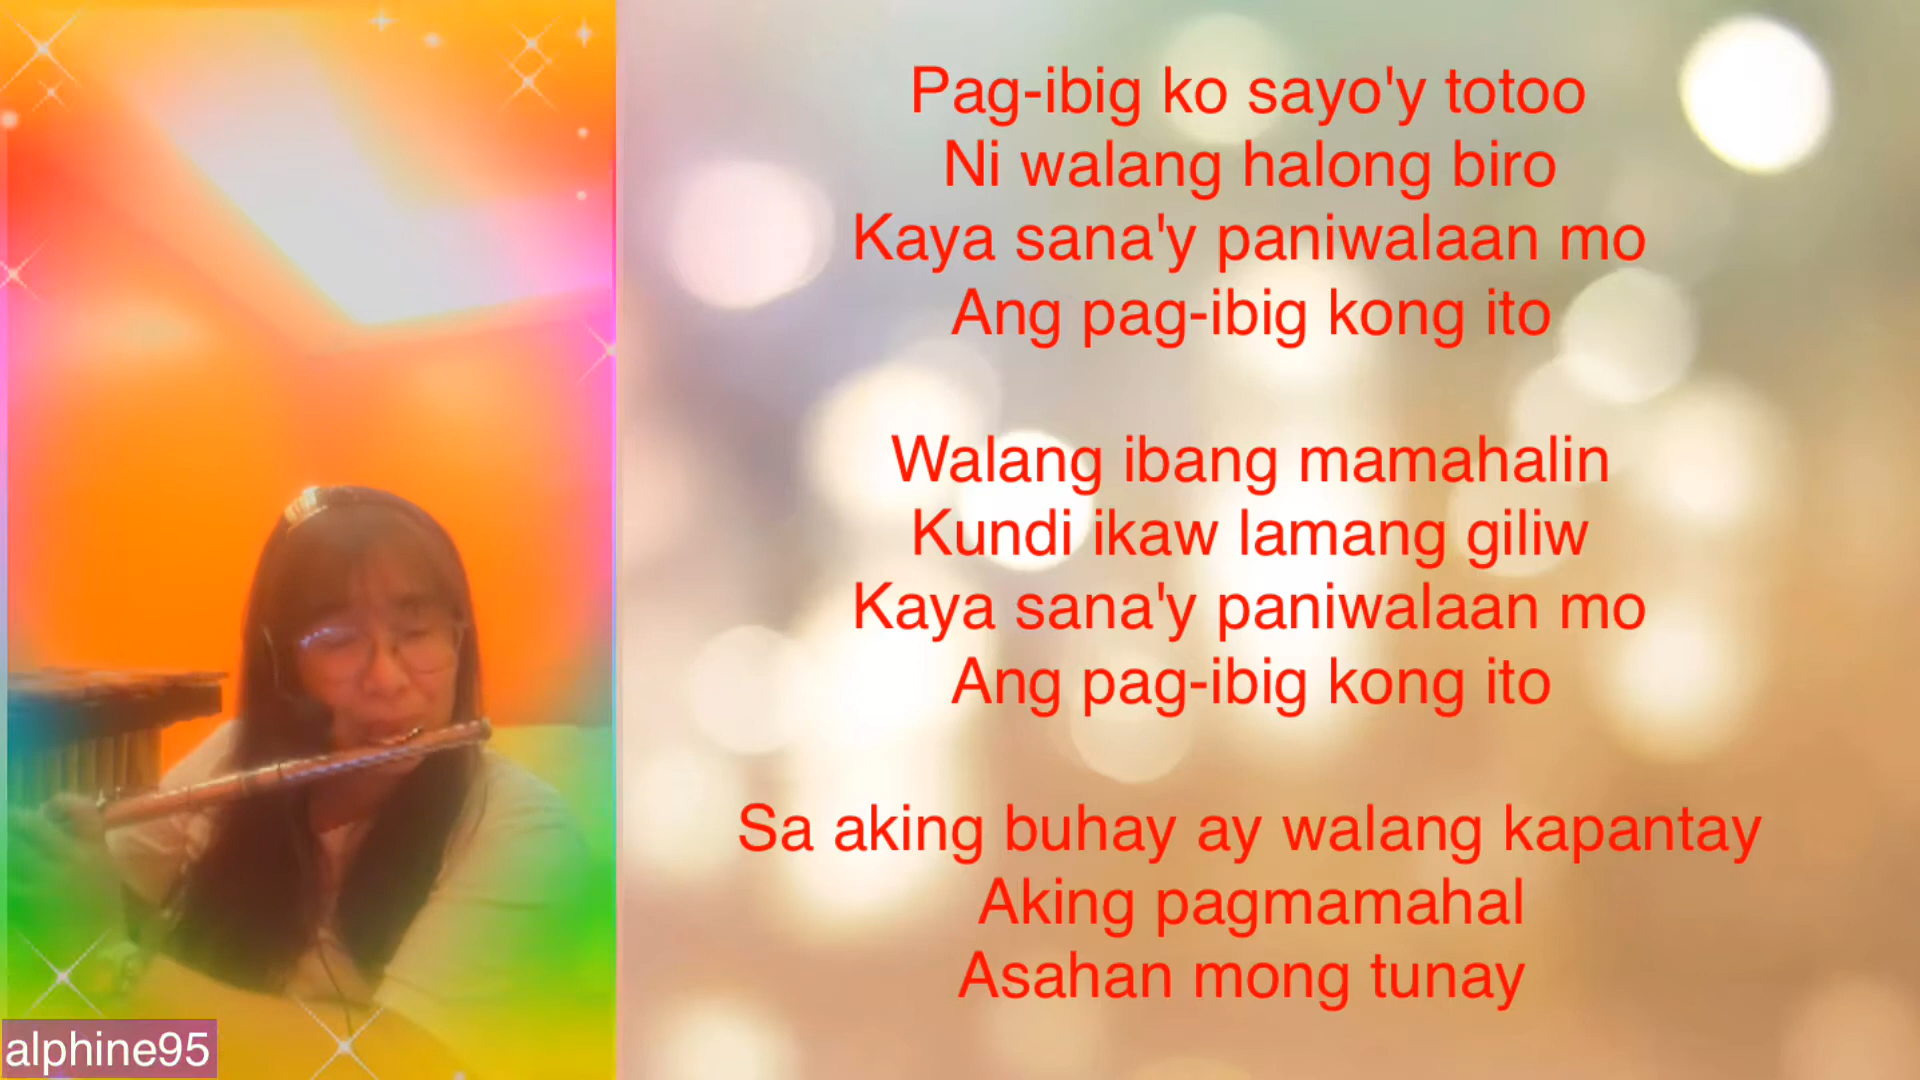 Pag-ibig ko sayo'y totoo
Ni walang halong biro
Kaya sana'y paniwalaan mo
Ang pag-ibig kong ito
Walang ibang mamahalin
Kundi ikaw lamang giliw
Kaya sana'y paniwalaan mo
Ang pag-ibig kong ito
Sa aking buhay ay walang kapantay
Aking pagmamahal
Asahan mong tunay
alphine95